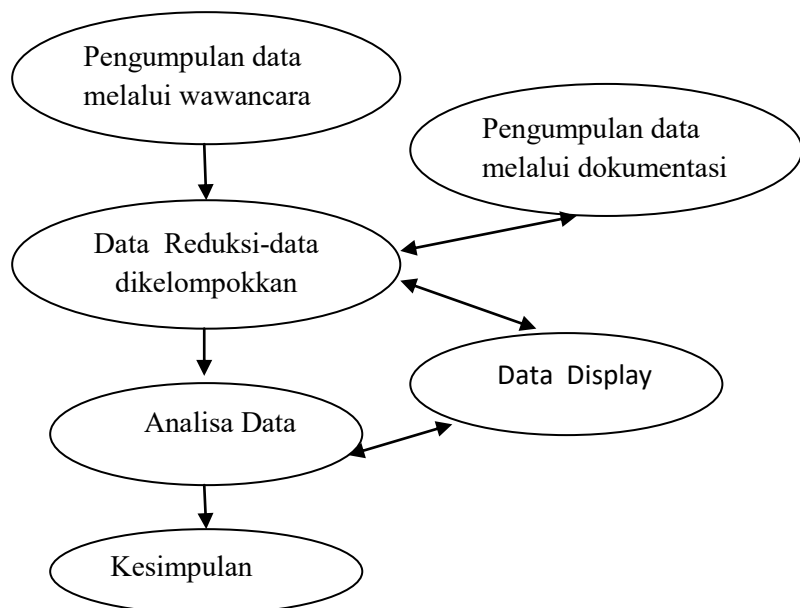 Pengumpulan data
melalui wawancara
Pengumpulan data
melalui dokumentasi
Data Reduksi-data
dikelompokkan
Data Display
Analisa Data
Kesimpulan